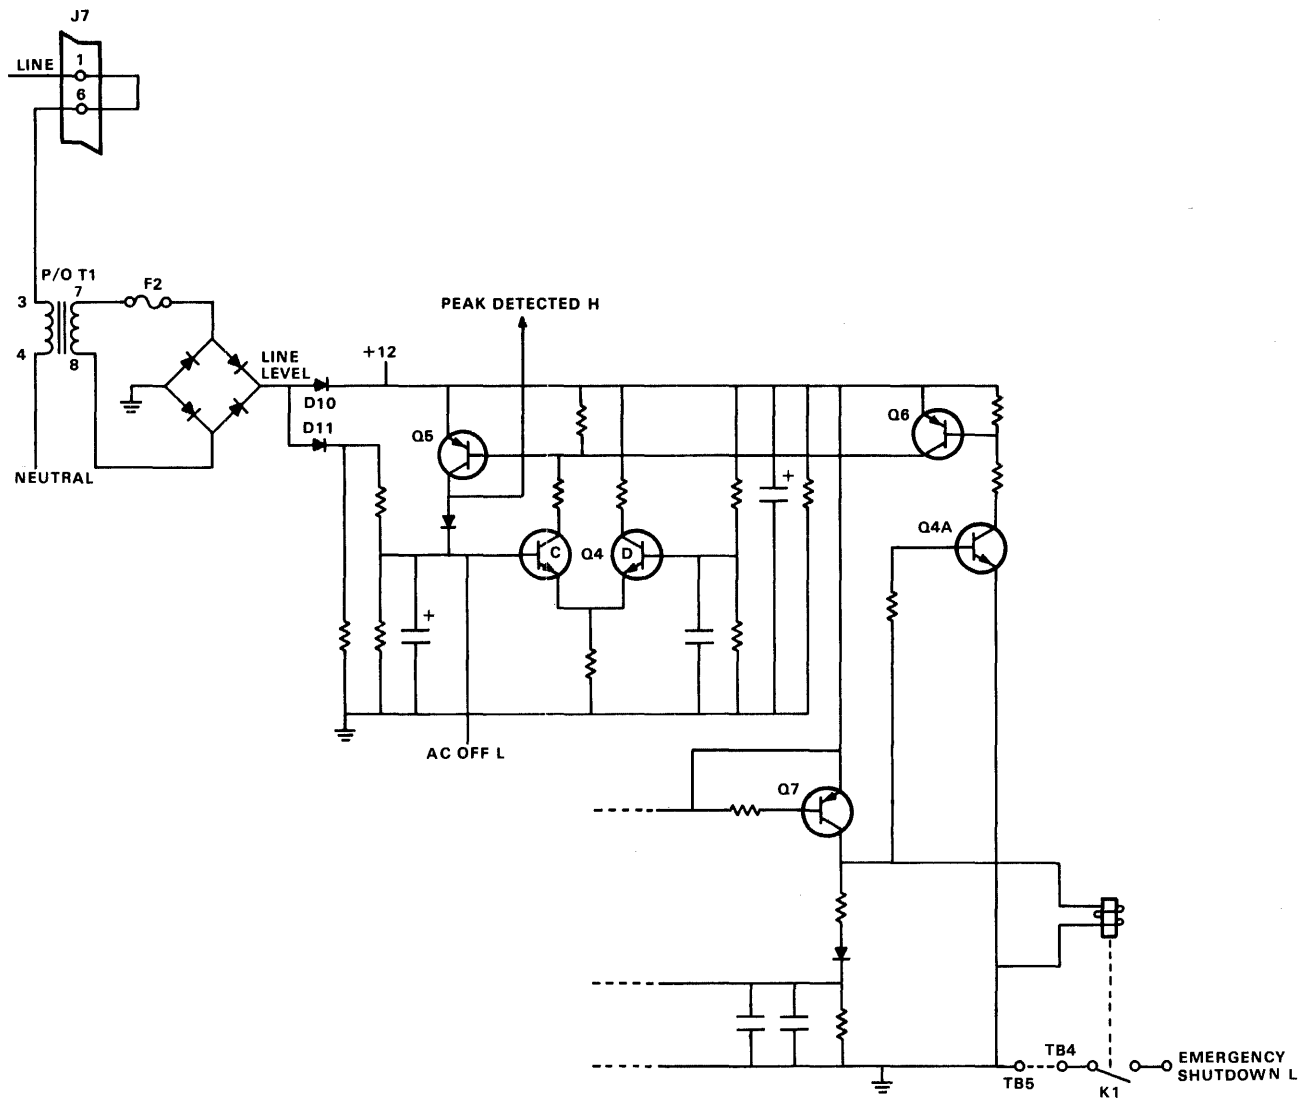 J7
LINE
1
6
P/O T1
3
7
4
8
F2
NEUTRAL
LINE
LEVEL
D10
D11
+12
PEAK DETECTED H
Q5
Q6
+
C
Q4
D
Q4A
+
AC OFF L
Q7
TB5
TB4
K1
EMERGENCY
SHUTDOWN L